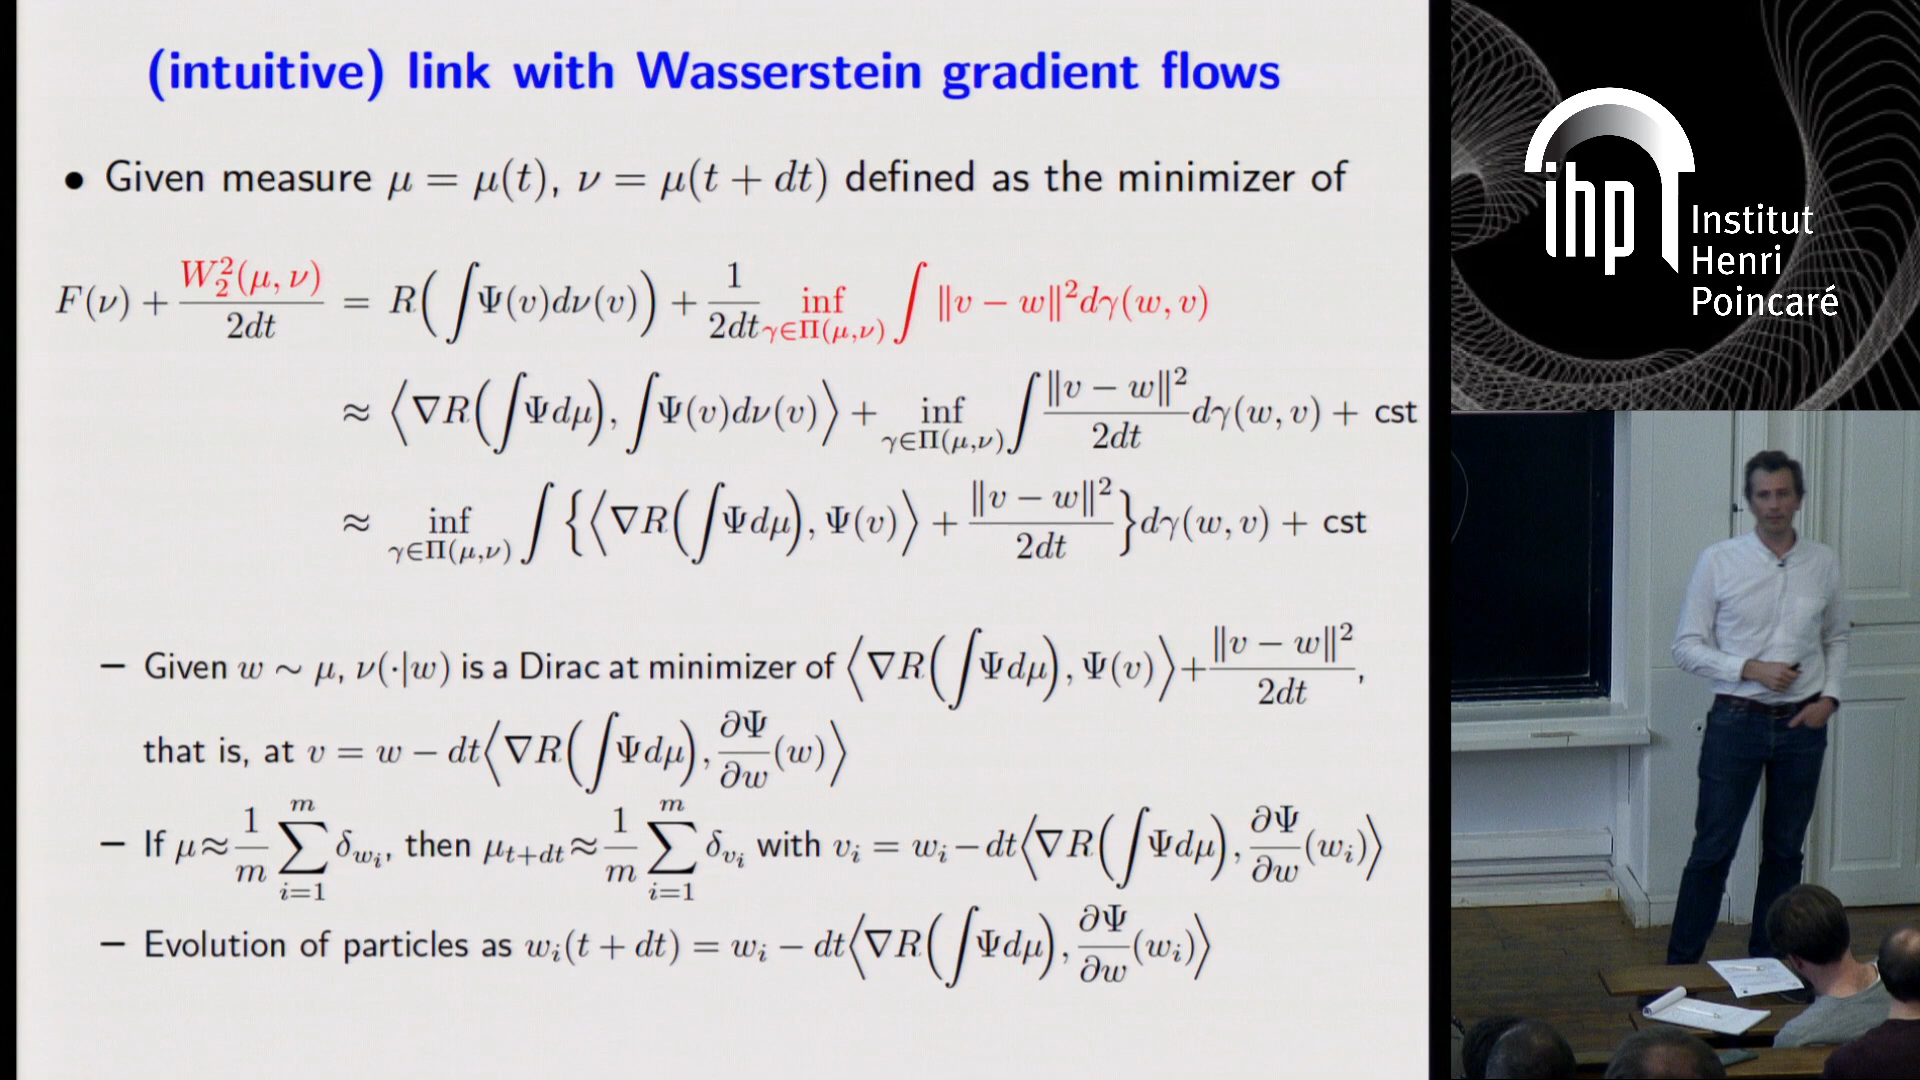 (intuitive) link with Wasserstein gradient flows
• Given measure μ = μ(t), ν = μ(t + dt) defined as the minimizer of
F(ν) + W₂²(μ, ν) / 2dt = R(∫Ψ(v)dν(v)) + 1/2dt inf_{γ∈Π(μ,ν)} ∫ ‖v − w‖²dγ(w, v)
≈ ⟨∇R(∫Ψdμ), ∫Ψ(v)dν(v)⟩ + inf_{γ∈Π(μ,ν)} ∫ ‖v − w‖² / 2dt dγ(w, v) + cst
≈ inf_{γ∈Π(μ,ν)} ∫ {⟨∇R(∫Ψdμ), Ψ(v)⟩ + ‖v − w‖² / 2dt}dγ(w, v) + cst
– Given w ∼ μ, ν(·|w) is a Dirac at minimizer of ⟨∇R(∫Ψdμ), Ψ(v)⟩ + ‖v − w‖² / 2dt,
that is, at v = w − dt⟨∇R(∫Ψdμ), ∂Ψ/∂w (w)⟩
– If μ ≈ 1/m ∑_{i=1}^{m} δ_{w_i}, then μ_{t+dt} ≈ 1/m ∑_{i=1}^{m} δ_{v_i} with v_i = w_i − dt⟨∇R(∫Ψdμ), ∂Ψ/∂w (w_i)⟩
– Evolution of particles as w_i(t + dt) = w_i − dt⟨∇R(∫Ψdμ), ∂Ψ/∂w (w_i)⟩
ihp
Institut
Henri
Poincaré